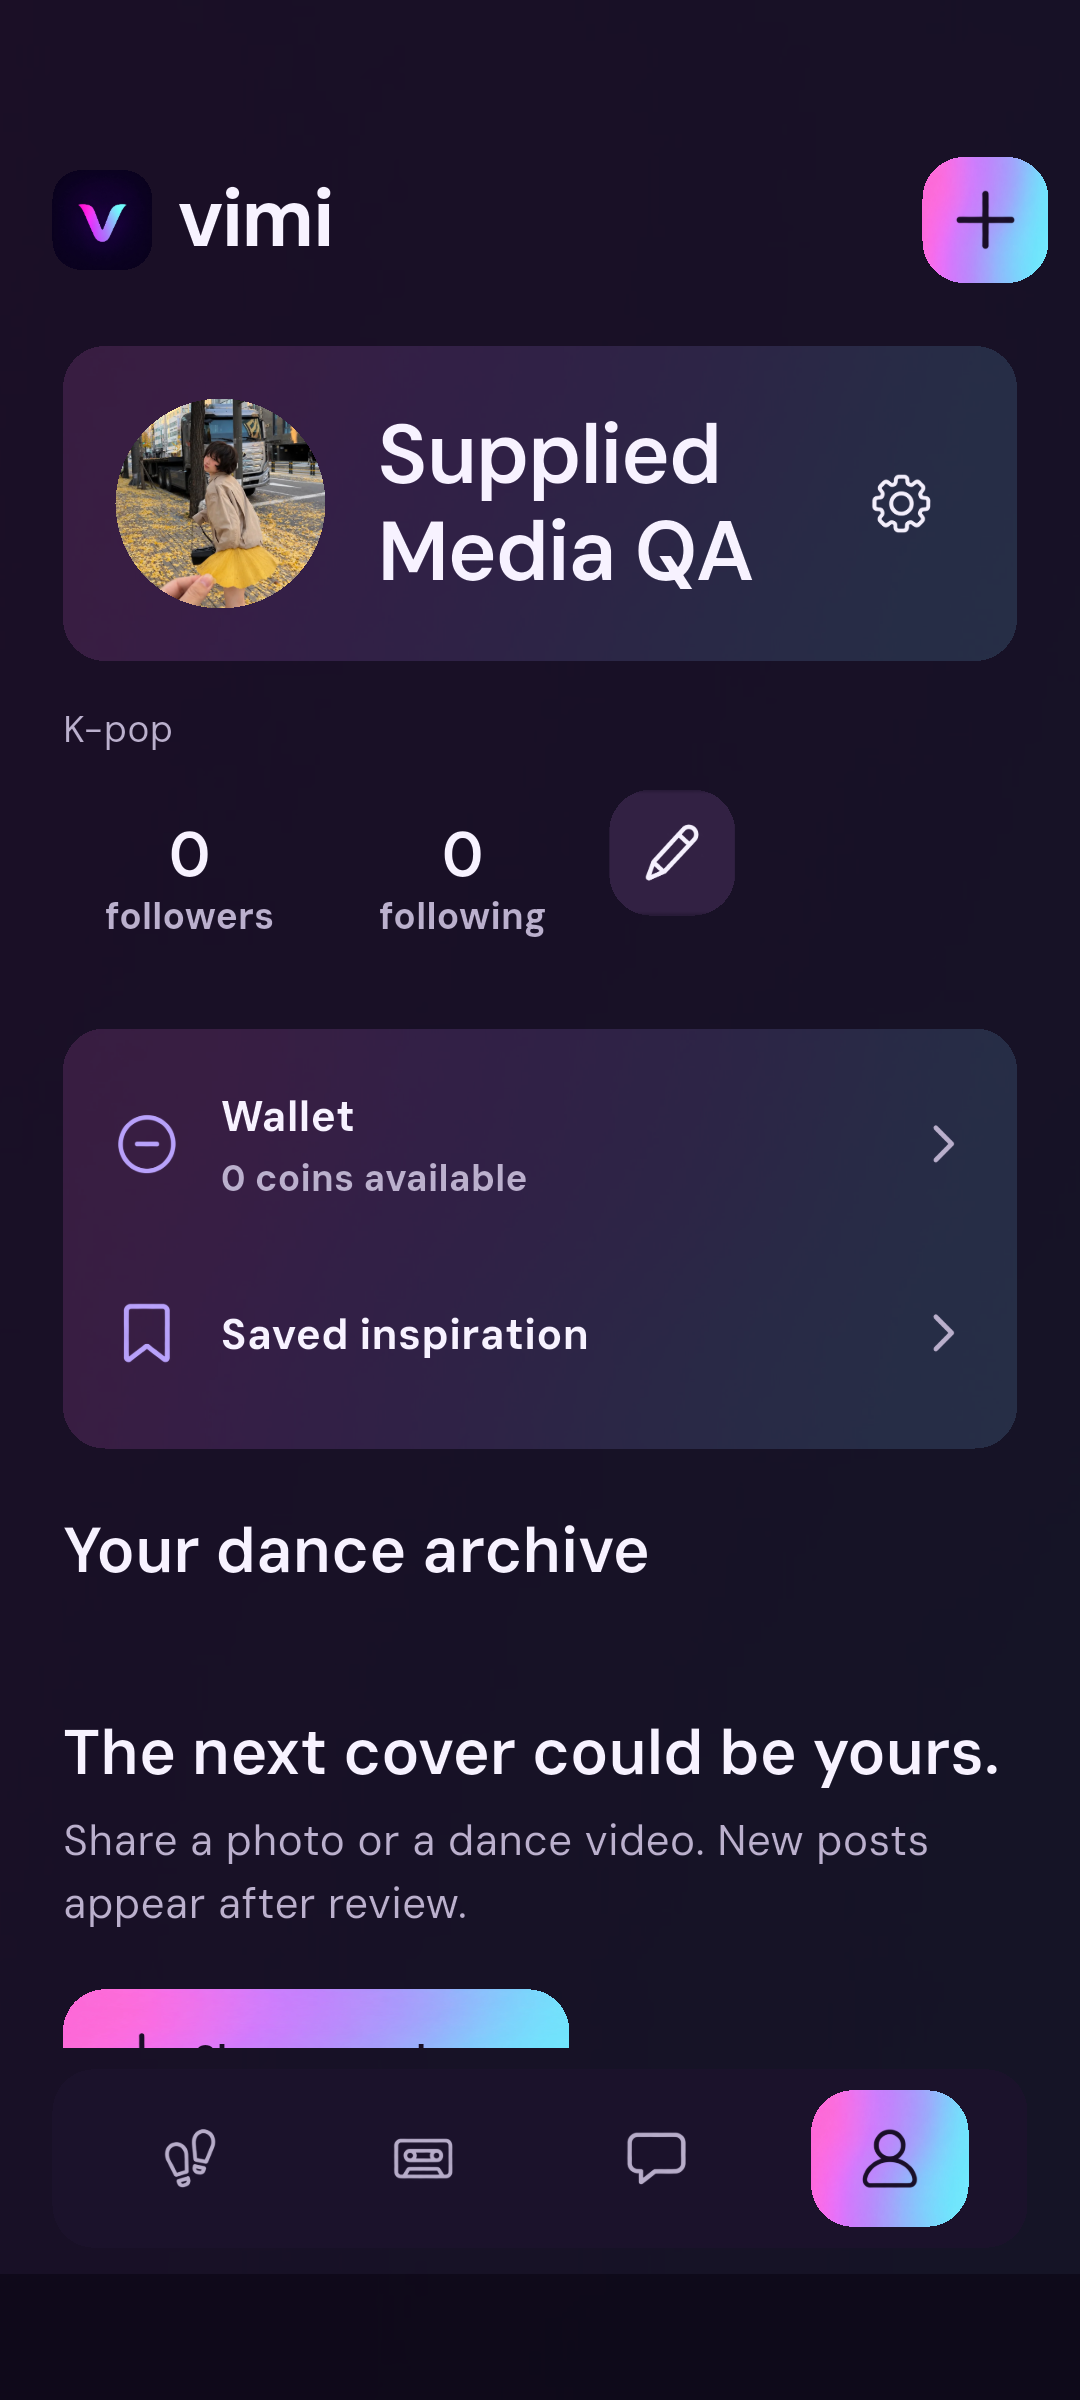 vimi
Supplied
Media QA
K-pop
0
followers
0
following
Wallet
0 coins available
Saved inspiration
Your dance archive
The next cover could be yours.
Share a photo or a dance video. New posts
appear after review.